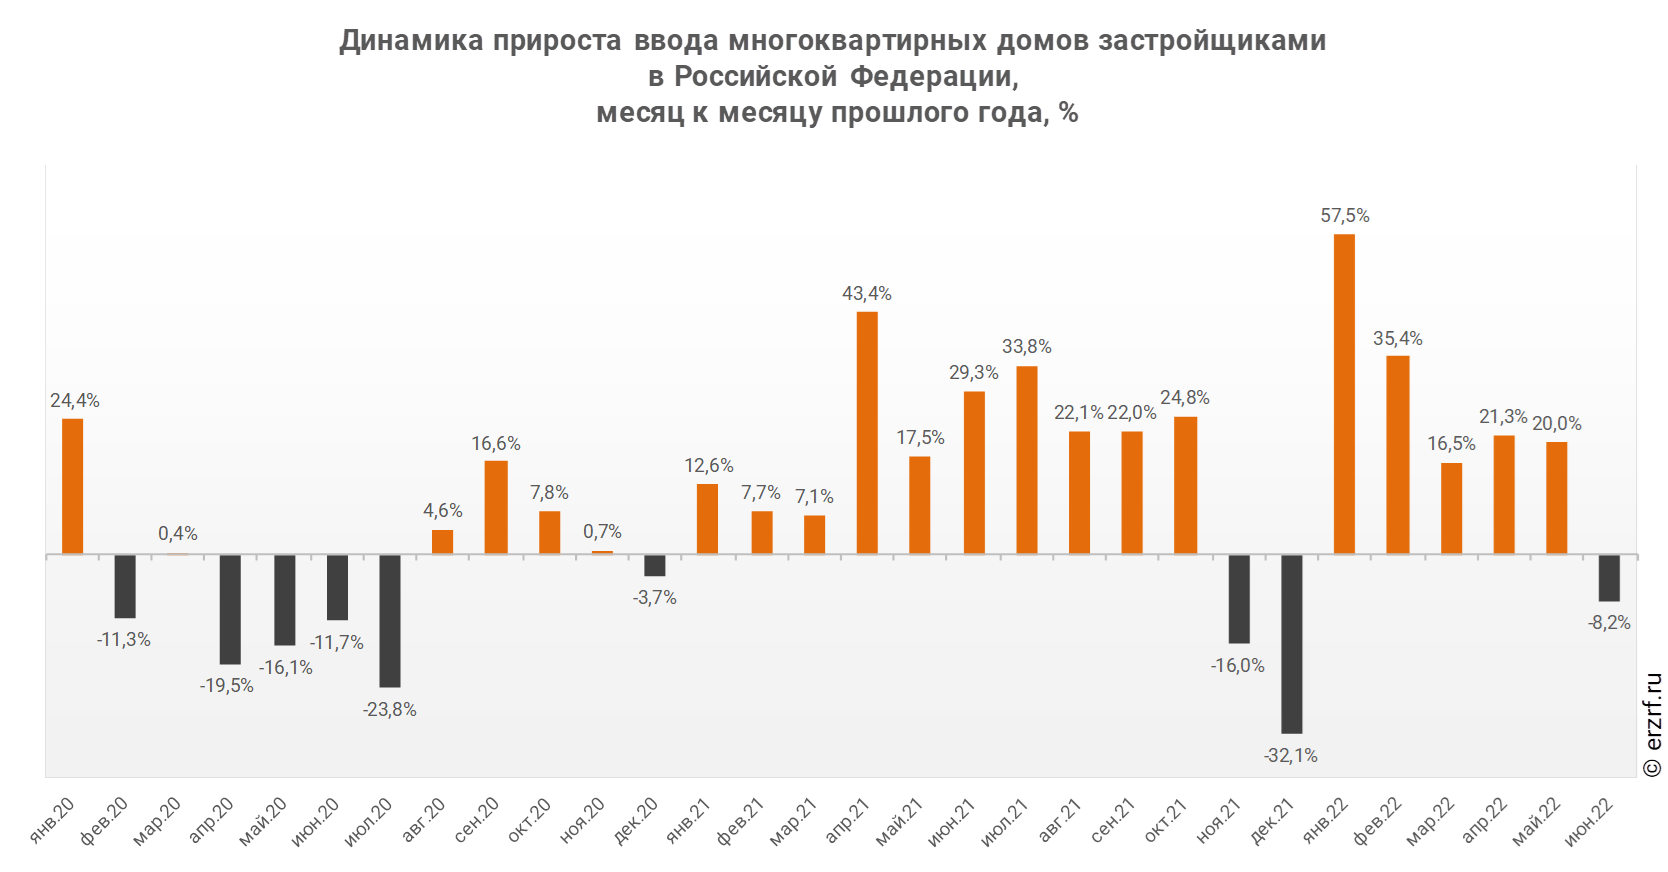 Динамика прироста ввода многоквартирных домов застройщиками
в Российской Федерации,
месяц к месяцу прошлого года, %
24,4%
-11,3%
0,4%
-19,5%
-16,1%
-11,7%
-23,8%
4,6%
16,6%
7,8%
0,7%
-3,7%
12,6%
7,7%
7,1%
43,4%
17,5%
29,3%
33,8%
22,1%
22,0%
24,8%
-16,0%
-32,1%
57,5%
35,4%
16,5%
21,3%
20,0%
-8,2%
янв.20
фев.20
мар.20
апр.20
май.20
июн.20
июл.20
авг.20
сен.20
окт.20
ноя.20
дек.20
янв.21
фев.21
мар.21
апр.21
май.21
июн.21
июл.21
авг.21
сен.21
окт.21
ноя.21
дек.21
янв.22
фев.22
мар.22
апр.22
май.22
июн.22
© erzrf.ru